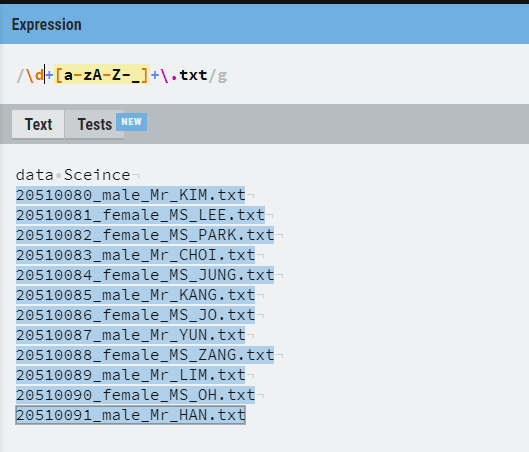 Expression
/\d+[a-zA-Z-_]+\.txt/g
Text Tests NEW
data Sceince
20510080_male_Mr_KIM.txt
20510081_female_MS_LEE.txt
20510082_female_MS_PARK.txt
20510083_male_Mr_CHOI.txt
20510084_female_MS_JUNG.txt
20510085_male_Mr_KANG.txt
20510086_female_MS_JO.txt
20510087_male_Mr_YUN.txt
20510088_female_MS_ZANG.txt
20510089_male_Mr_LIM.txt
20510090_female_MS_OH.txt
20510091_male_Mr_HAN.txt